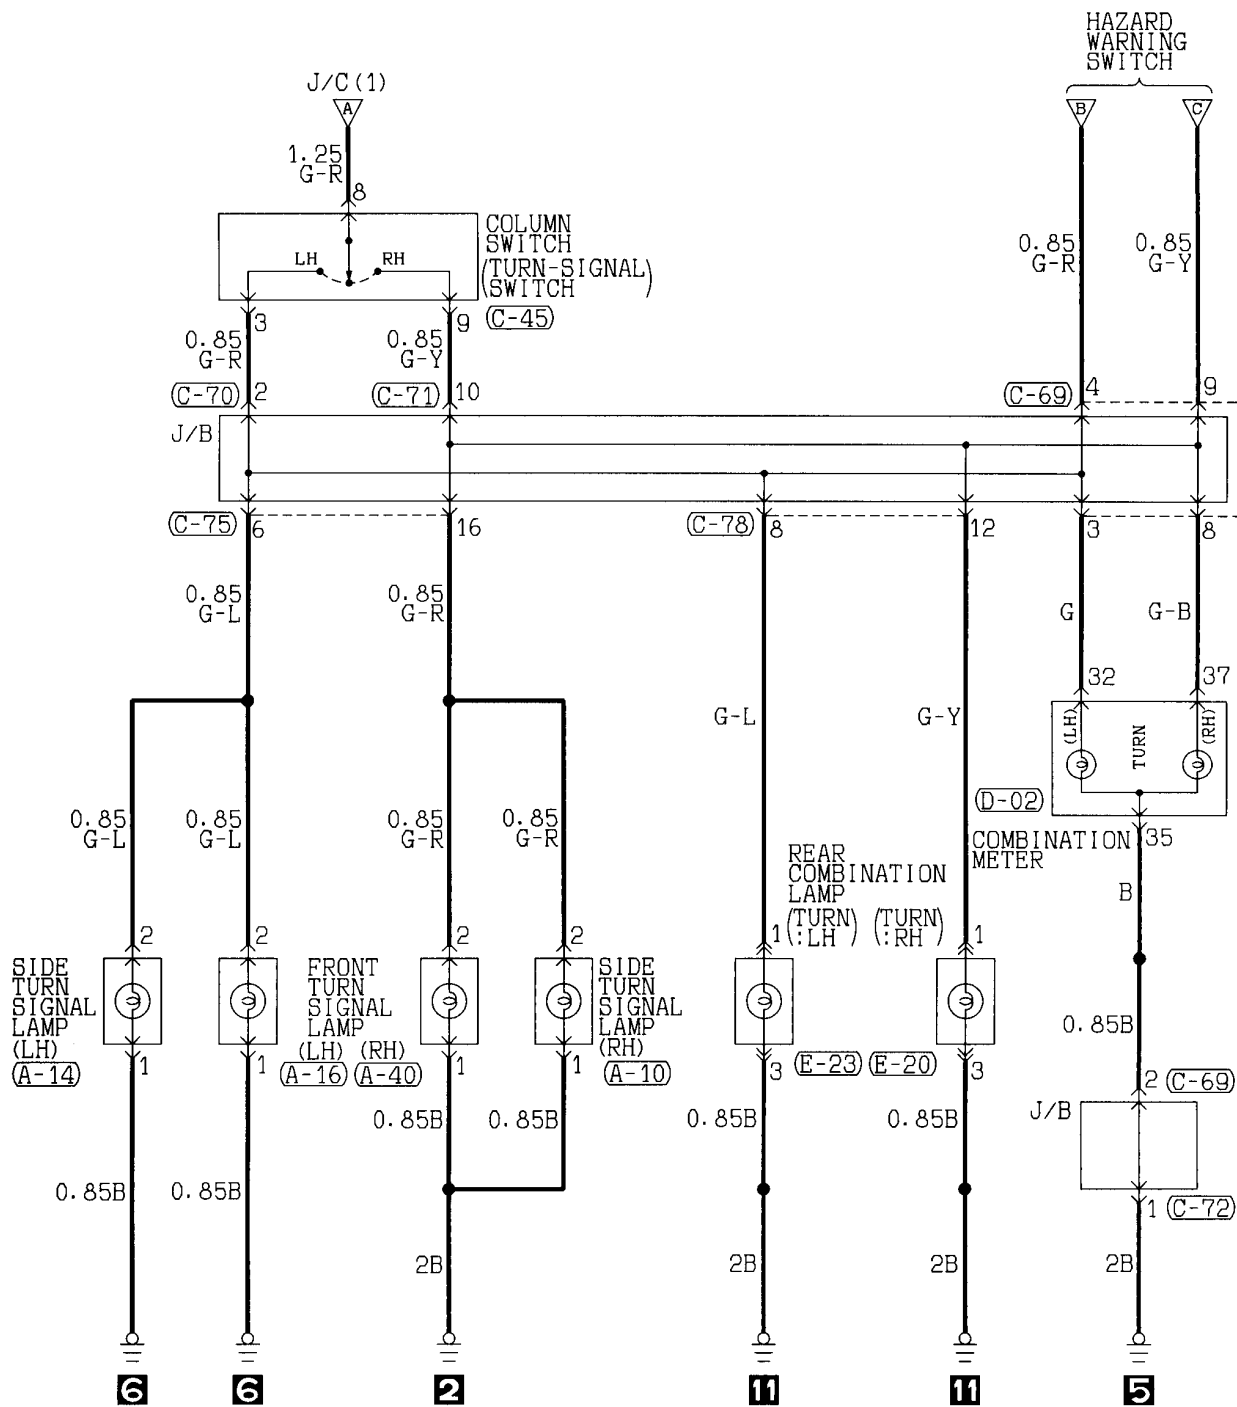 HAZARD
WARNING
SWITCH
J/C(1)
A
B
C
1.25
G-R
8
COLUMN
SWITCH
(TURN-SIGNAL)
SWITCH
LH
RH
0.85
G-R
0.85
G-Y
3
9
C-45
0.85
G-R
0.85
G-Y
C-70
2
C-71
10
C-69
4
9
J/B
C-75
6
16
C-78
8
12
3
8
0.85
G-L
0.85
G-R
G
G-B
32
37
G-L
G-Y
(LH)
TURN
(RH)
D-02
0.85
G-L
0.85
G-L
0.85
G-R
0.85
G-R
COMBINATION
METER
35
REAR
COMBINATION
LAMP
(TURN
:LH)
(TURN
:RH)
B
2
2
2
2
1
1
SIDE
TURN
SIGNAL
LAMP
(LH)
A-14
FRONT
TURN
SIGNAL
LAMP
(LH)
(RH)
A-16
A-40
SIDE
TURN
SIGNAL
LAMP
(RH)
A-10
0.85B
1
1
1
1
3
E-23
E-20
3
2
C-69
J/B
0.85B
0.85B
0.85B
0.85B
0.85B
0.85B
1
C-72
2B
2B
2B
2B
6
6
2
11
11
5